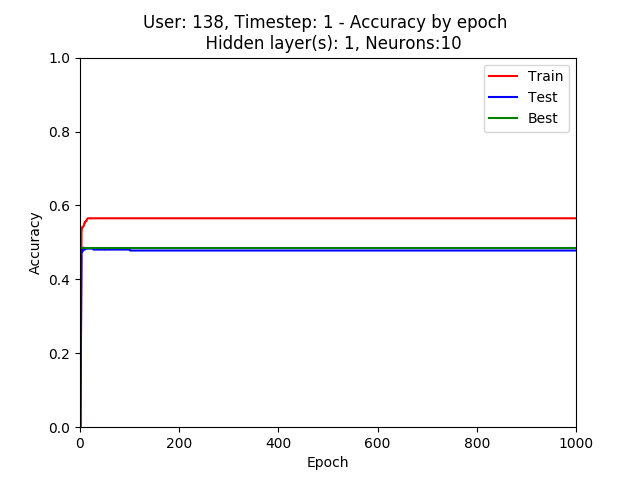 User: 138, Timestep: 1 - Accuracy by epoch
Hidden layer(s): 1, Neurons:10
1.0
0.8
0.6
0.4
0.2
0.0
Accuracy
Train
Test
Best
0 200 400 600 800 1000
Epoch